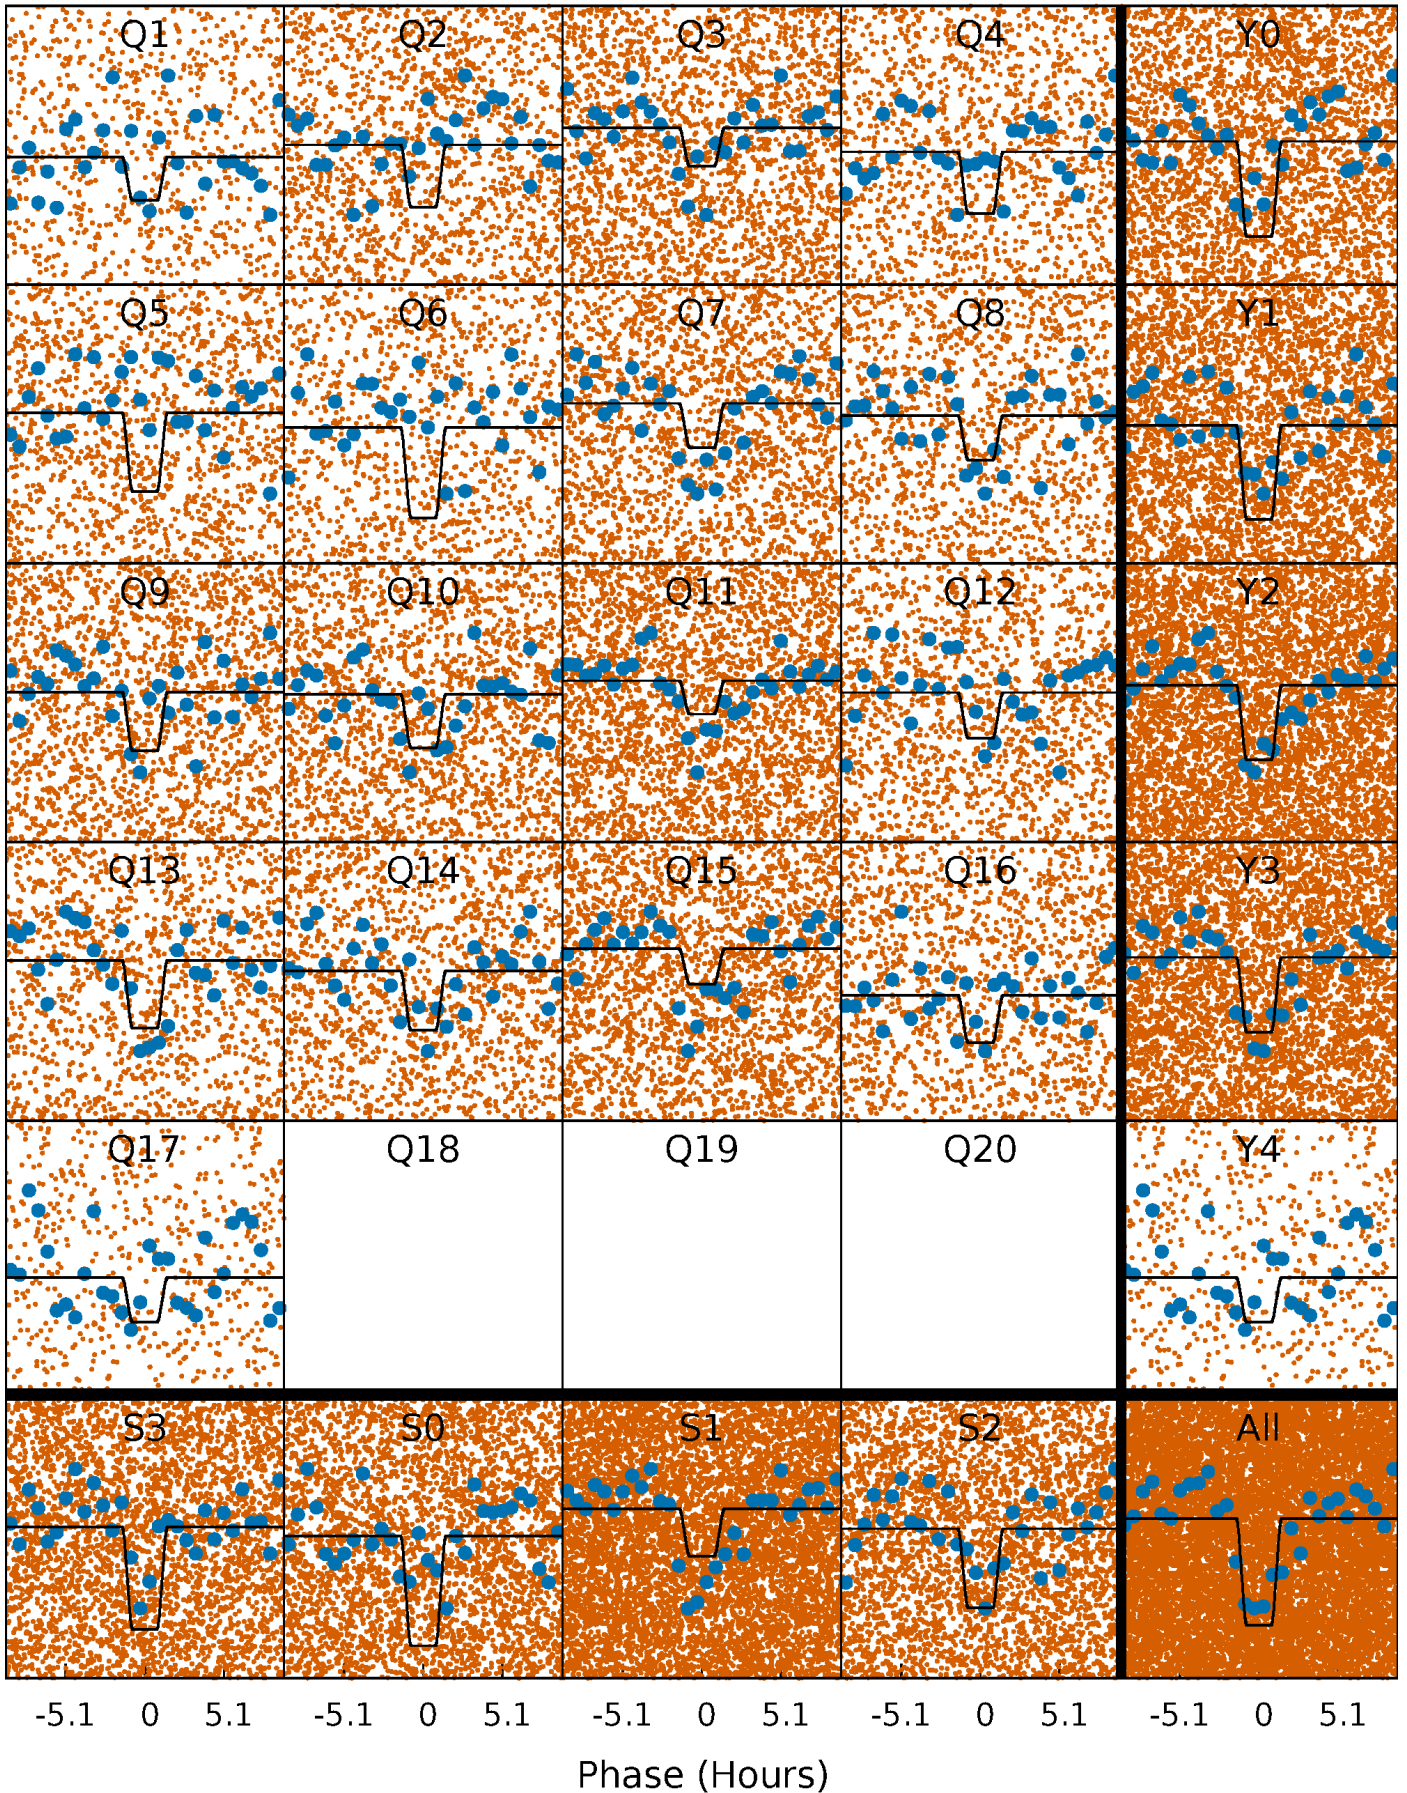 Q1 Q2 Q3 Q4 Y0
Q5 Q6 Q7 Q8 Y1
Q9 Q10 Q11 Q12 Y2
Q13 Q14 Q15 Q16 Y3
Q17 Q18 Q19 Q20 Y4
S3 S0 S1 S2 All
-5.1 0 5.1 -5.1 0 5.1 -5.1 0 5.1 -5.1 0 5.1 -5.1 0 5.1
Phase (Hours)